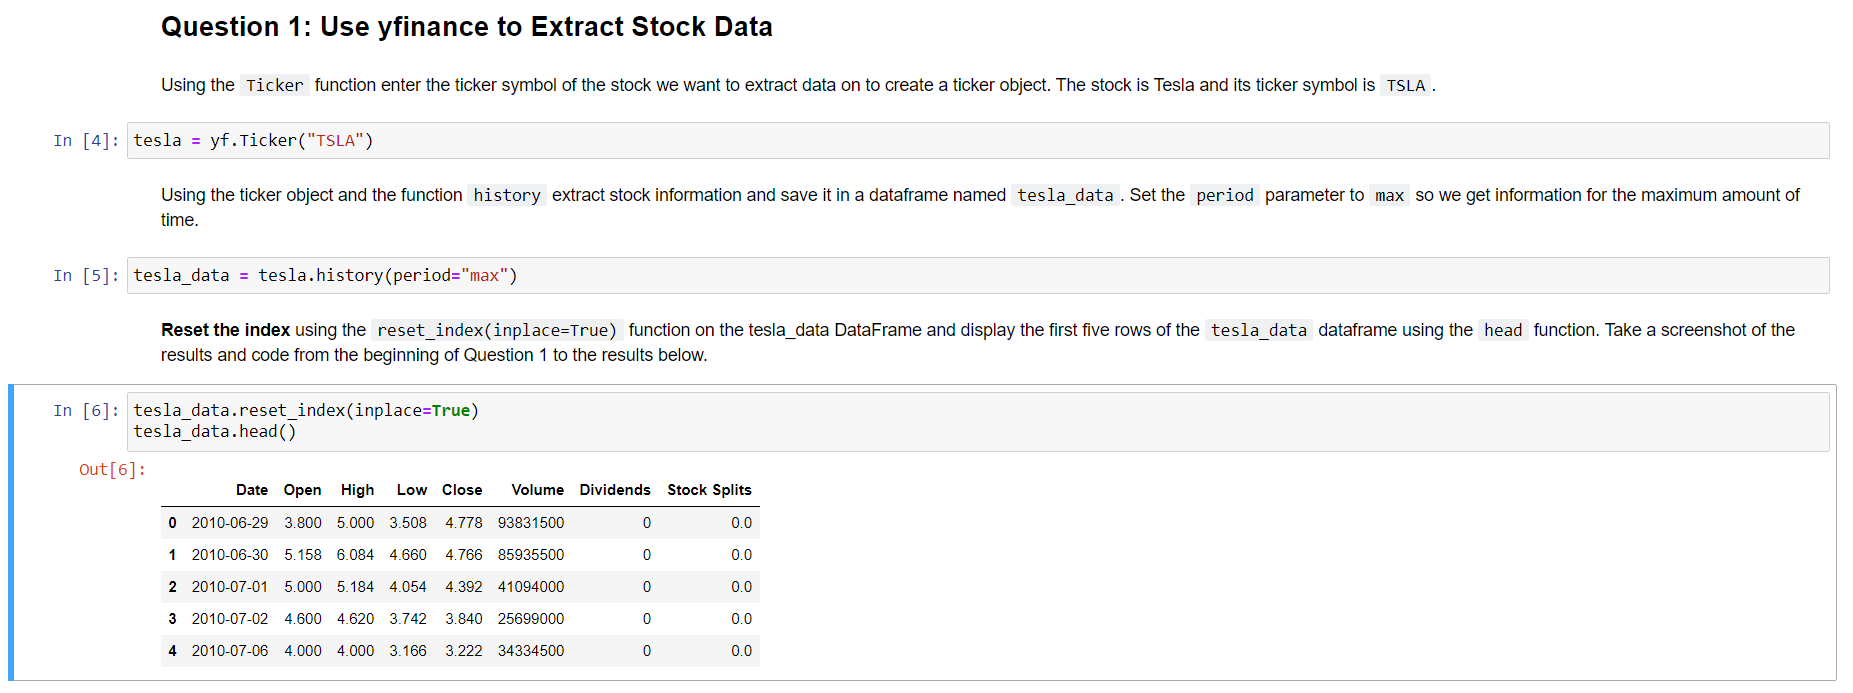 Question 1: Use yfinance to Extract Stock Data
Using the Ticker function enter the ticker symbol of the stock we want to extract data on to create a ticker object. The stock is Tesla and its ticker symbol is TSLA .
In [4]: tesla = yf.Ticker("TSLA")
Using the ticker object and the function history extract stock information and save it in a dataframe named tesla_data . Set the period parameter to max so we get information for the maximum amount of
time.
In [5]: tesla_data = tesla.history(period="max")
Reset the index using the reset_index(inplace=True) function on the tesla_data DataFrame and display the first five rows of the tesla_data dataframe using the head function. Take a screenshot of the
results and code from the beginning of Question 1 to the results below.
In [6]: tesla_data.reset_index(inplace=True)
tesla_data.head()
Out[6]:
Date Open High Low Close Volume Dividends Stock Splits
0 2010-06-29 3.800 5.000 3.508 4.778 93831500 0 0.0
1 2010-06-30 5.158 6.084 4.660 4.766 85935500 0 0.0
2 2010-07-01 5.000 5.184 4.054 4.392 41094000 0 0.0
3 2010-07-02 4.600 4.620 3.742 3.840 25699000 0 0.0
4 2010-07-06 4.000 4.000 3.166 3.222 34334500 0 0.0